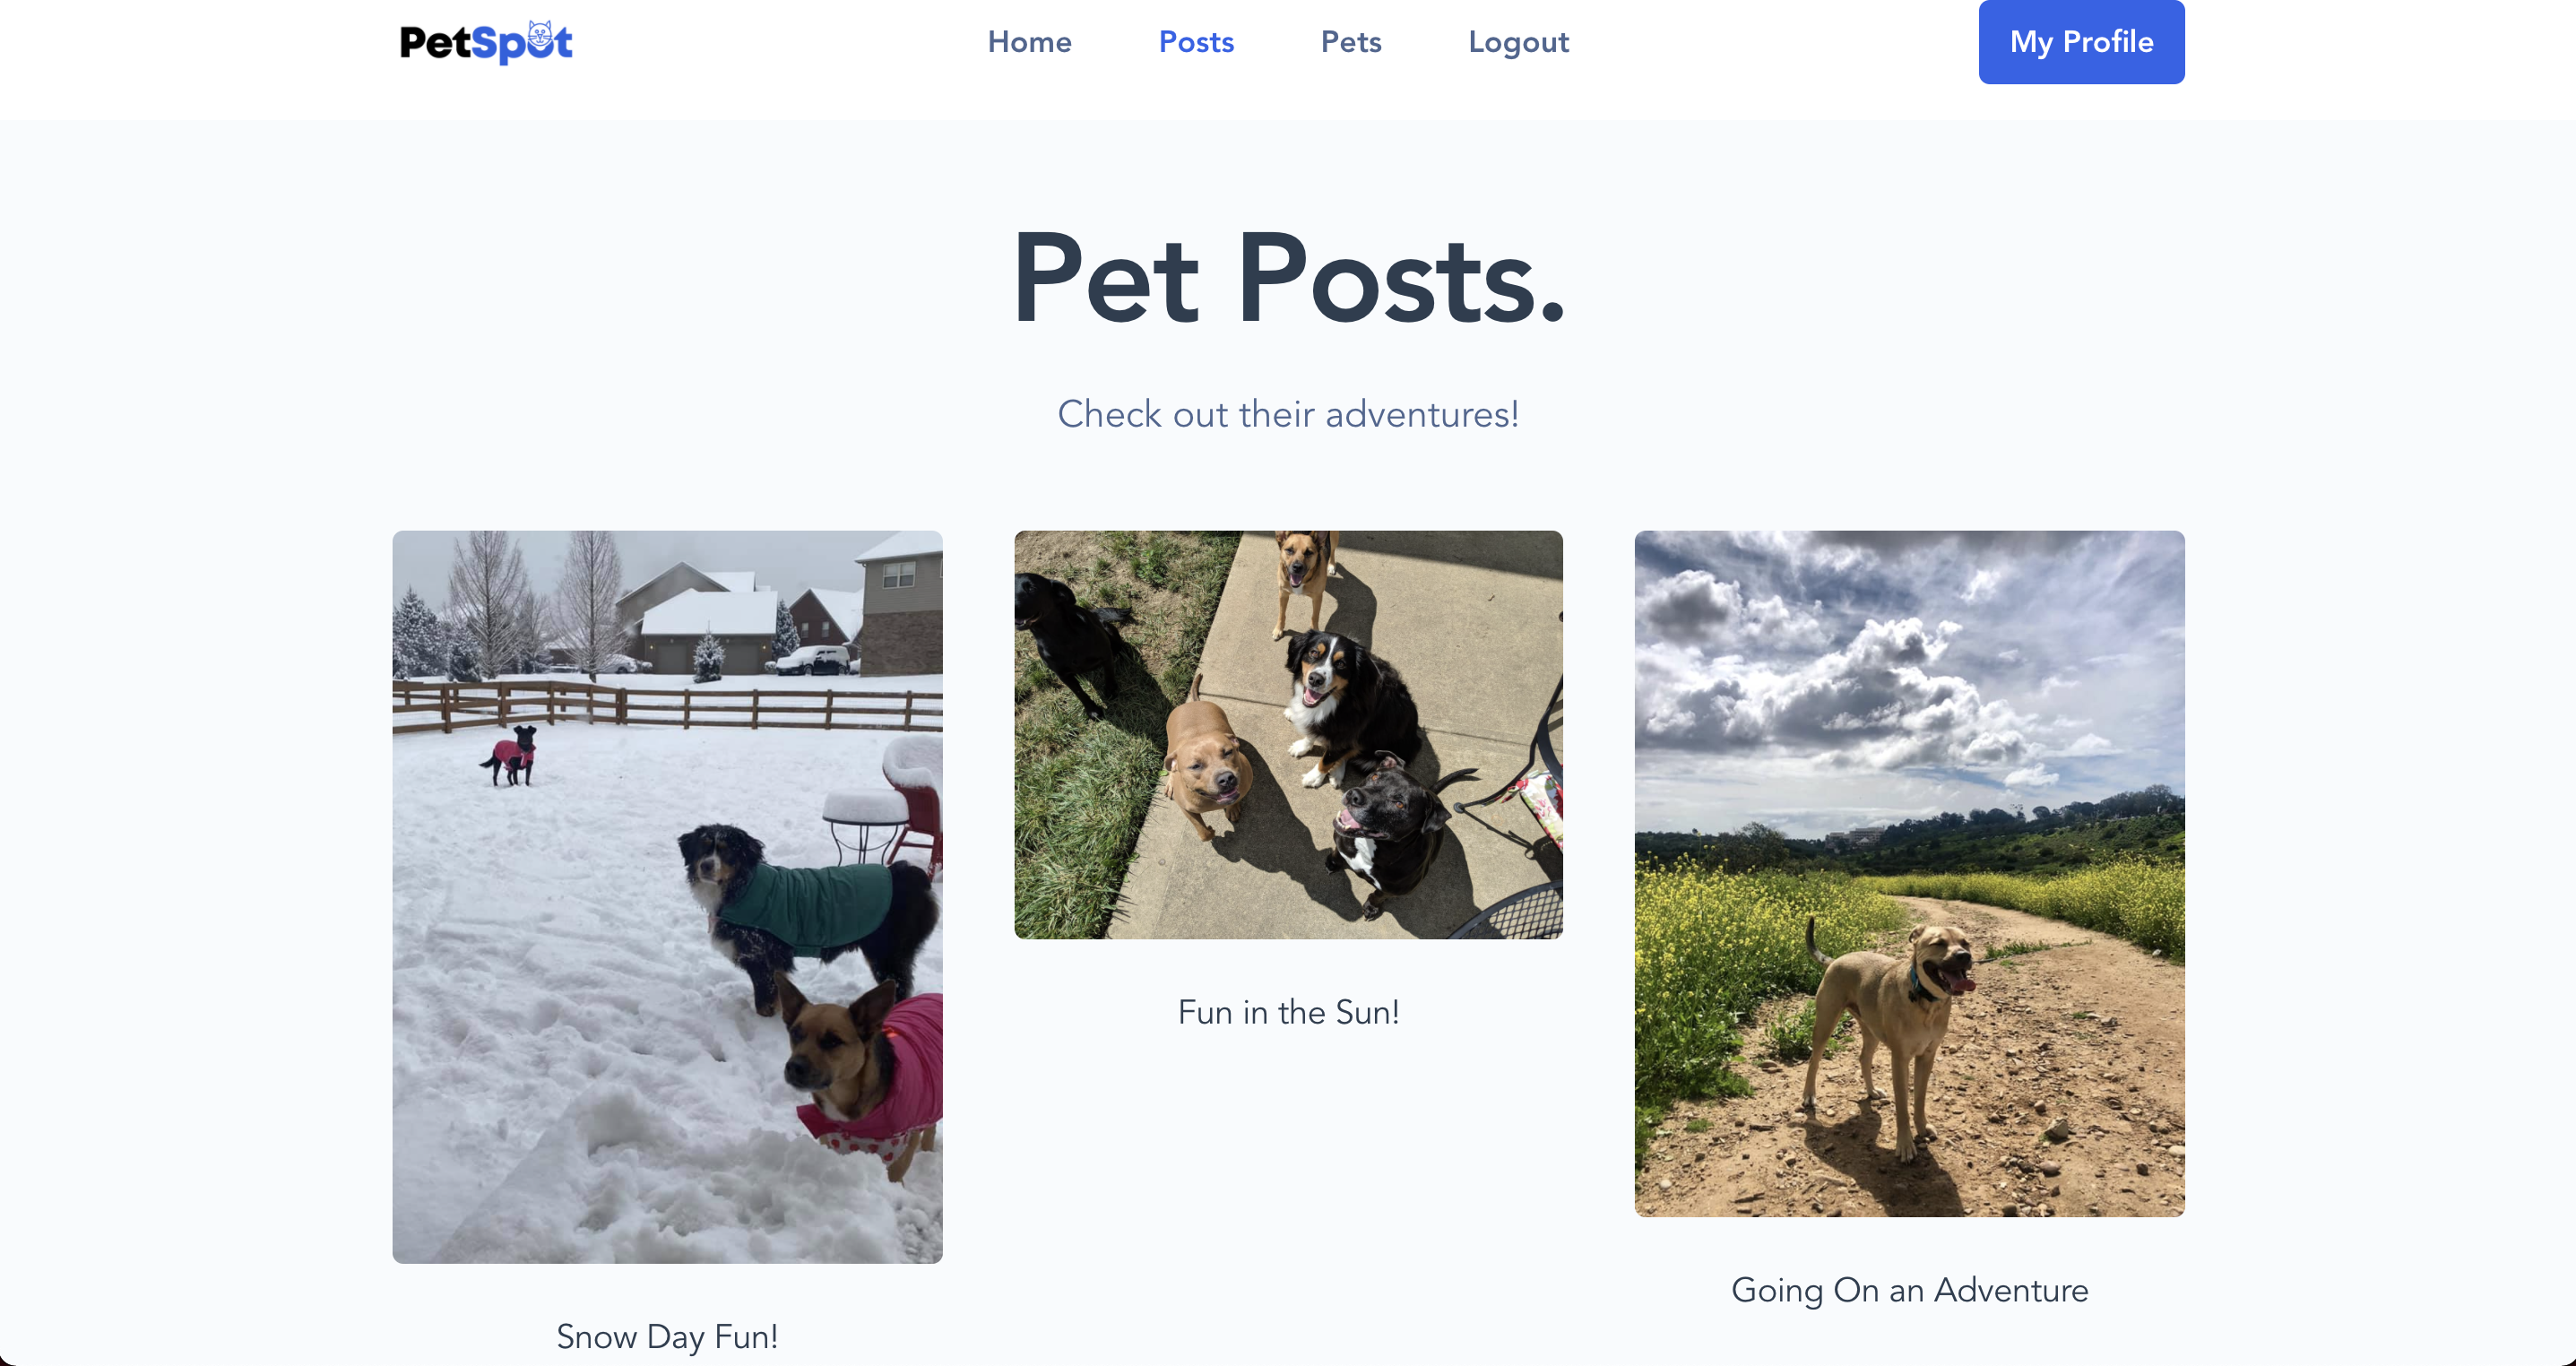 PetSpot
Home
Posts
Pets
Logout
My Profile
Pet Posts.
Check out their adventures!
Snow Day Fun!
Fun in the Sun!
Going On an Adventure